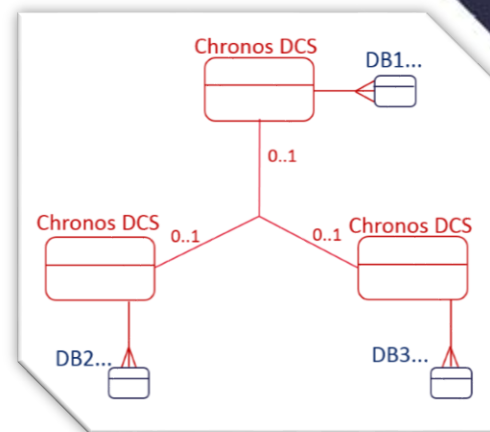 Chronos DCS
DB1...
0..1
Chronos DCS
0..1
0..1
Chronos DCS
DB2...
DB3...